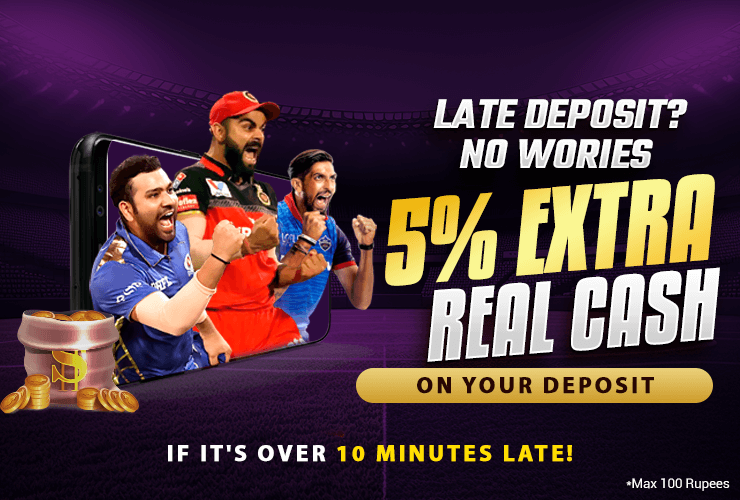 LATE DEPOSIT?
NO WORIES
5% EXTRA
REAL CASH
ON YOUR DEPOSIT
IF IT'S OVER 10 MINUTES LATE!
*Max 100 Rupees